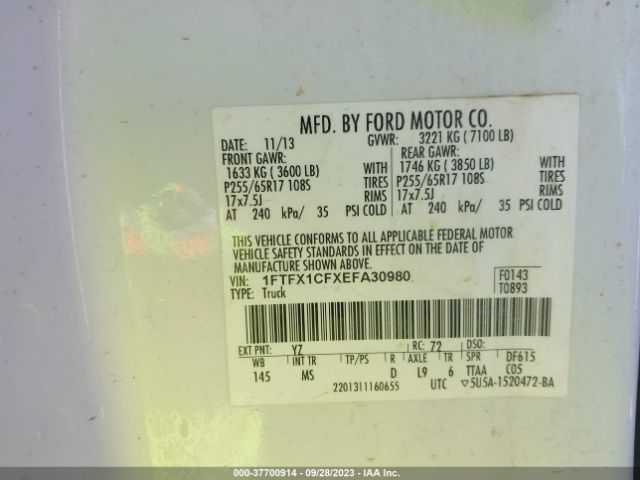 MFD. BY FORD MOTOR CO.
DATE: 11/13 GVWR: 3221 KG ( 7100 LB)
FRONT GAWR: REAR GAWR:
1633 KG ( 3600 LB) WITH 1746 KG ( 3850 LB) WITH
P255/65R17 108S TIRES P255/65R17 108S TIRES
17x7.5J RIMS 17x7.5J RIMS
AT 240 kPa/ 35 PSI COLD AT 240 kPa/ 35 PSI COLD
THIS VEHICLE CONFORMS TO ALL APPLICABLE FEDERAL MOTOR
VEHICLE SAFETY STANDARDS IN EFFECT ON THE DATE OF
MANUFACTURE SHOWN ABOVE.
VIN: 1FTFX1CFXEFA30980 F0143
TYPE: Truck T0893
EXT PNT: YZ RC: 72 DSO:
WB INT TR TP/PS R AXLE TR SPR DF615
145 MS D L9 6 TTAA C05
2201311160655 UTC ▽5U5A-1520472-BA
000-37700914 - 09/28/2023 - IAA Inc.